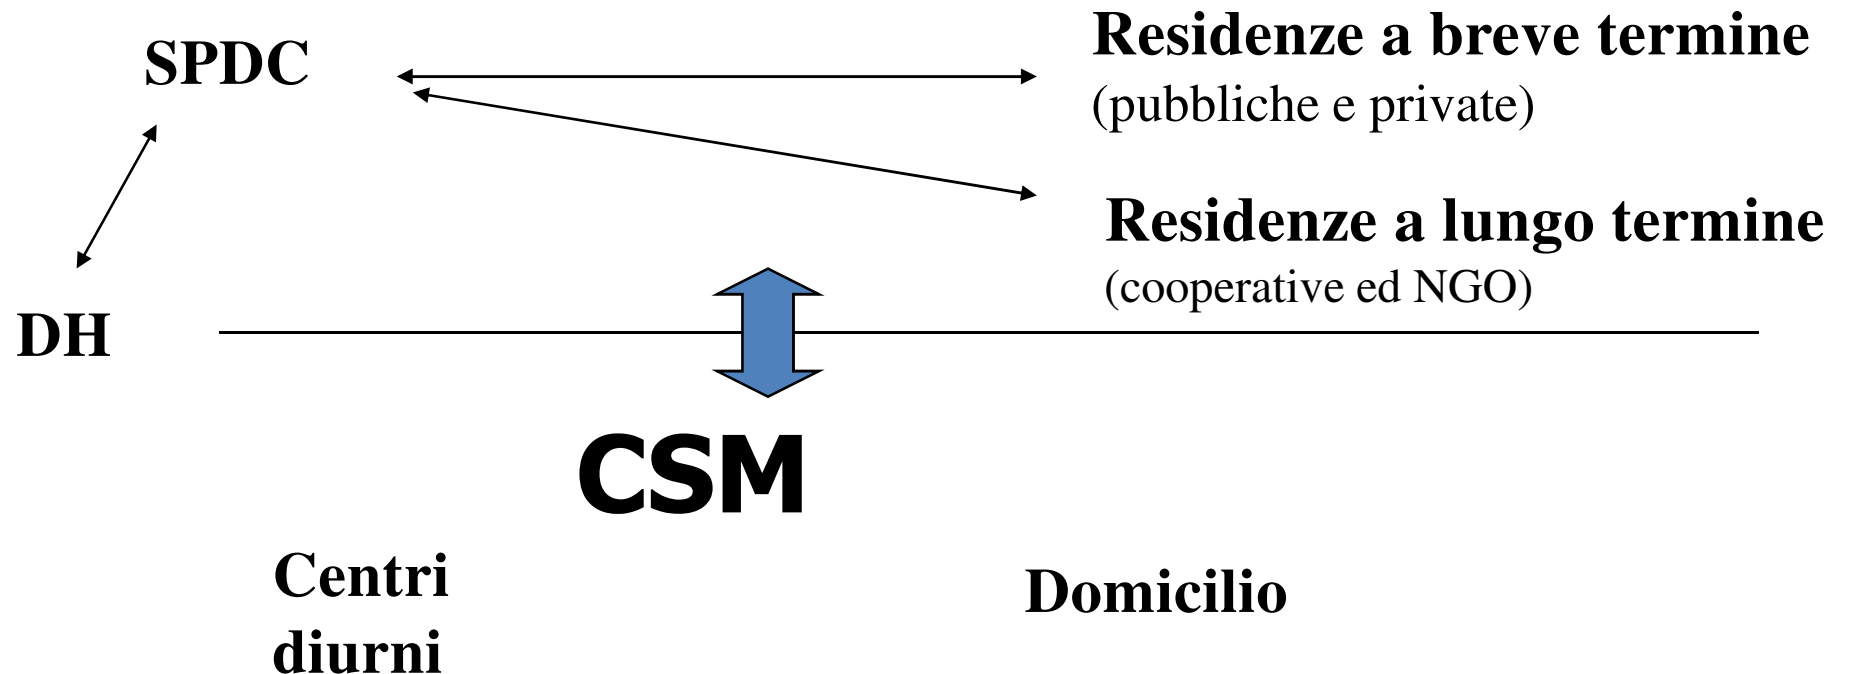 SPDC
Residenze a breve termine
(pubbliche e private)
Residenze a lungo termine
(cooperative ed NGO)
DH
CSM
Centri
diurni
Domicilio